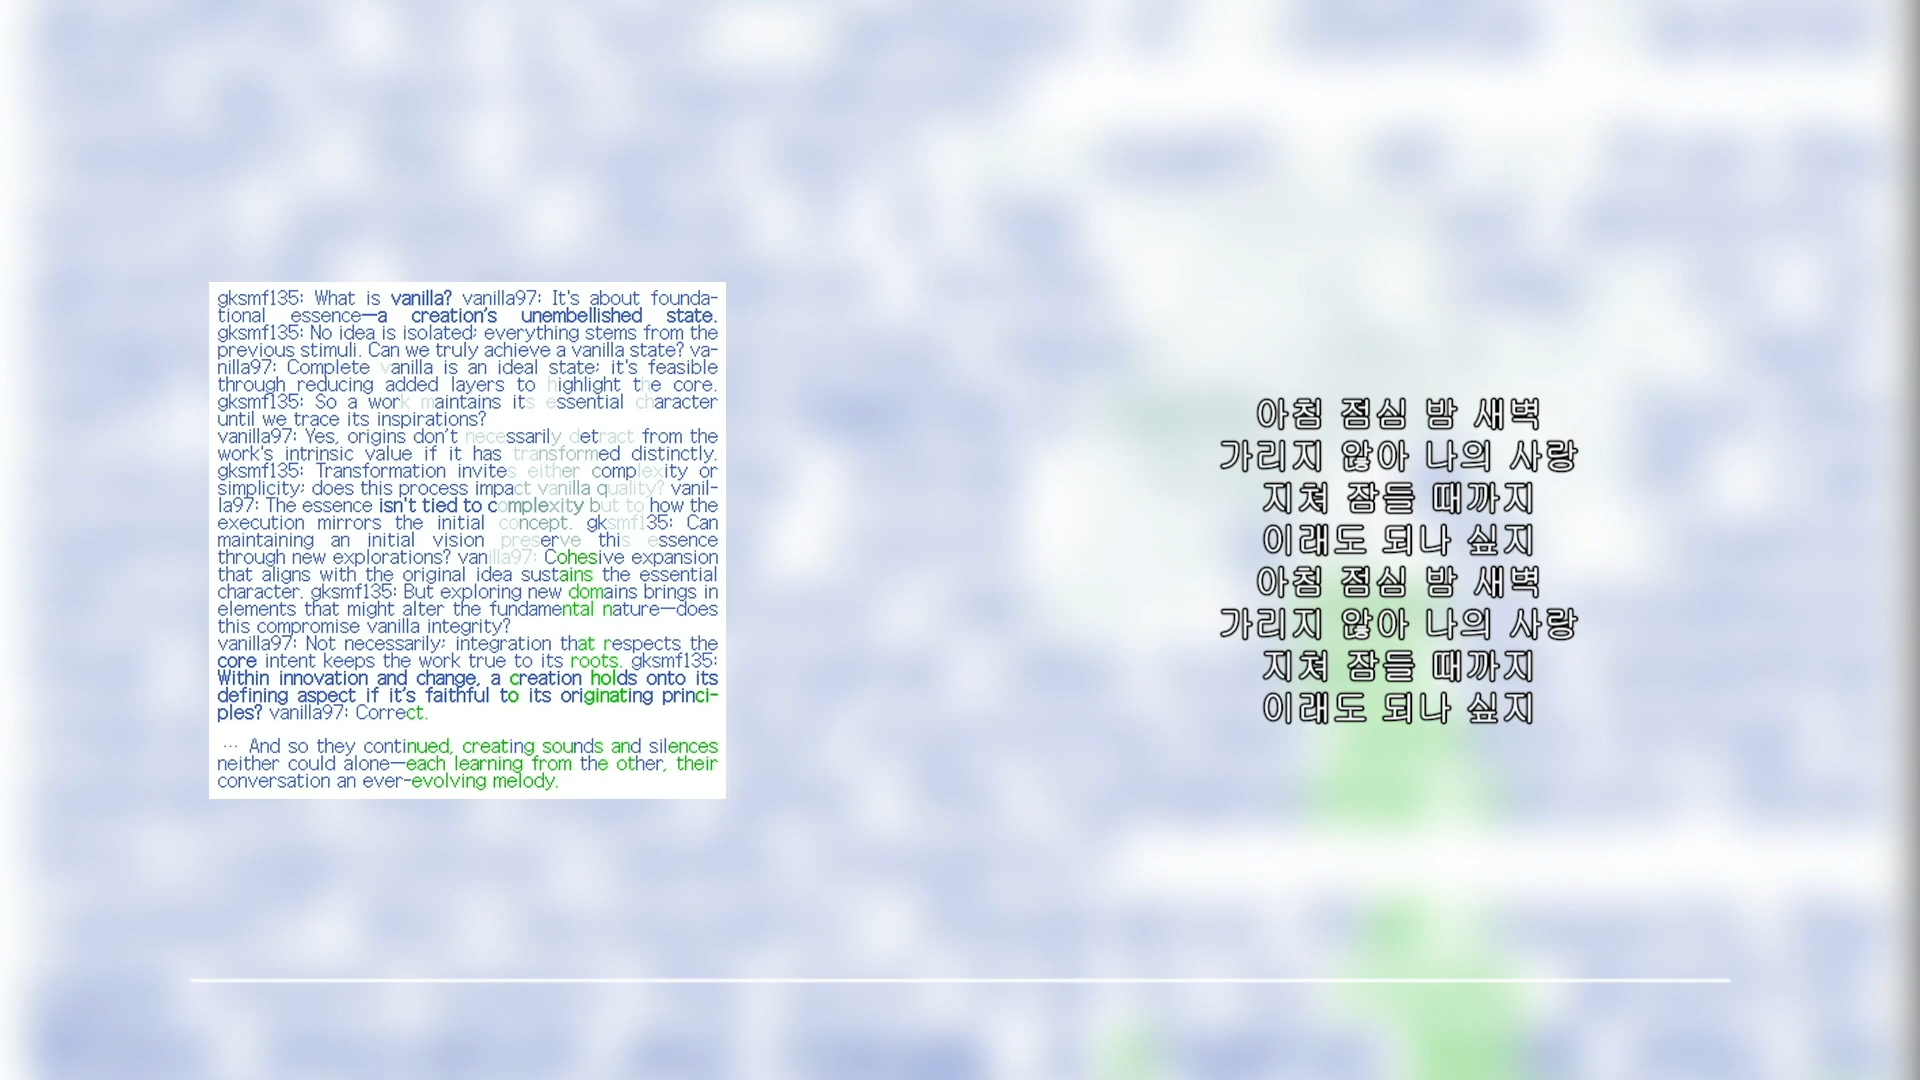 gksmf135: What is vanilla? vanilla97: It's about founda-
tional essence—a creation's unembellished state.
gksmf135: No idea is isolated; everything stems from the
previous stimuli. Can we truly achieve a vanilla state? va-
nilla97: Complete vanilla is an ideal state; it's feasible
through reducing added layers to highlight the core.
gksmf135: So a work maintains its essential character
until we trace its inspirations?
vanilla97: Yes, origins don't necessarily detract from the
work's intrinsic value if it has transformed distinctly.
gksmf135: Transformation invites either complexity or
simplicity; does this process impact vanilla quality? vanil-
la97: The essence isn't tied to complexity but to how the
execution mirrors the initial concept. gksmf135: Can
maintaining an initial vision preserve this essence
through new explorations? vanilla97: Cohesive expansion
that aligns with the original idea sustains the essential
character. gksmf135: But exploring new domains brings in
elements that might alter the fundamental nature—does
this compromise vanilla integrity?
vanilla97: Not necessarily; integration that respects the
core intent keeps the work true to its roots. gksmf135:
Within innovation and change, a creation holds onto its
defining aspect if it's faithful to its originating princi-
ples? vanilla97: Correct.
… And so they continued, creating sounds and silences
neither could alone—each learning from the other, their
conversation an ever-evolving melody.
아침 점심 밤 새벽
가리지 않아 나의 사랑
지쳐 잠들 때까지
이래도 되나 싶지
아침 점심 밤 새벽
가리지 않아 나의 사랑
지쳐 잠들 때까지
이래도 되나 싶지